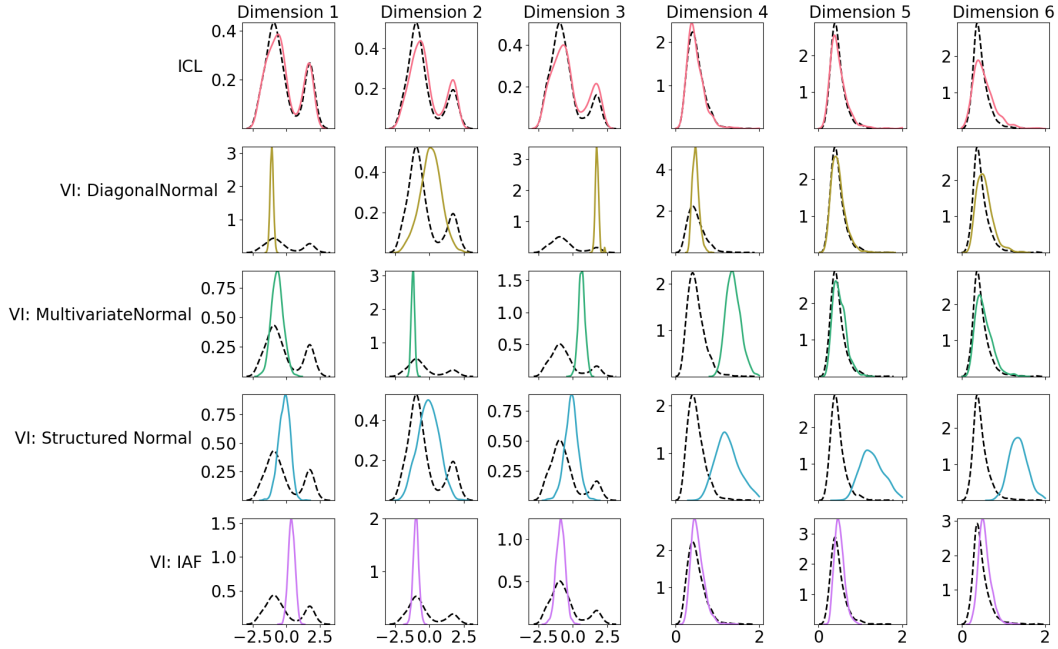 Dimension 1 Dimension 2 Dimension 3 Dimension 4 Dimension 5 Dimension 6
ICL
0.4 0.4 0.4 2 2 2
0.2 0.2 0.2 1 1 1
VI: DiagonalNormal
3 0.4 3 4 2 2
2 0.2 2 2 1 1
1 1
VI: MultivariateNormal
0.75 3 1.5 2 2 2
0.50 2 1.0 1 1 1
0.25 1 0.5
VI: Structured Normal
0.75 0.4 0.75 2 2 2
0.50 0.2 0.50 1 1 1
0.25 0.25
VI: IAF
1.5 2 1.0 2 3 3
1.0 1 0.5 1 2 2
0.5 1 1
−2.5 0.0 2.5 −2.5 0.0 2.5 −2.5 0.0 2.5 0 2 0 2 0 2